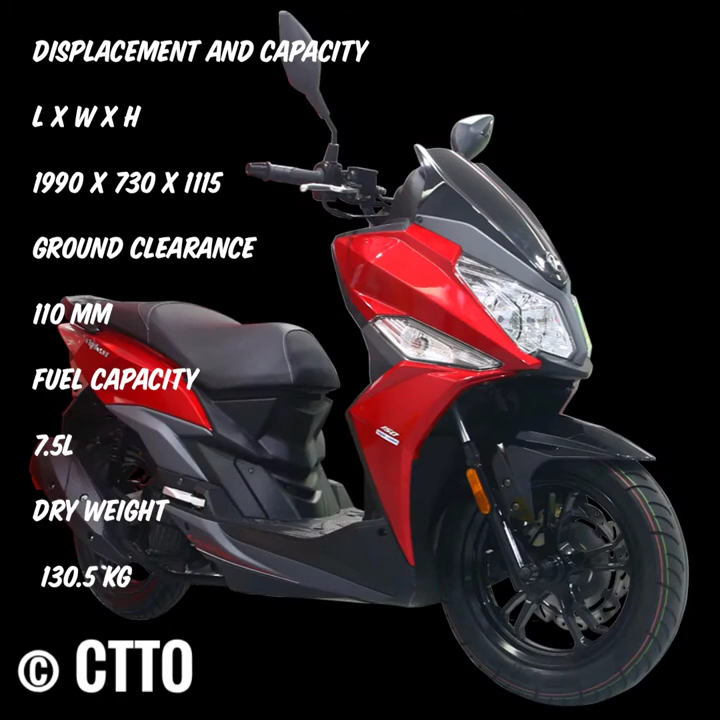 DISPLACEMENT AND CAPACITY
L X W X H
1990 X 730 X 1115
GROUND CLEARANCE
110 MM
FUEL CAPACITY
7.5L
DRY WEIGHT
130.5 KG
© CTTO
150